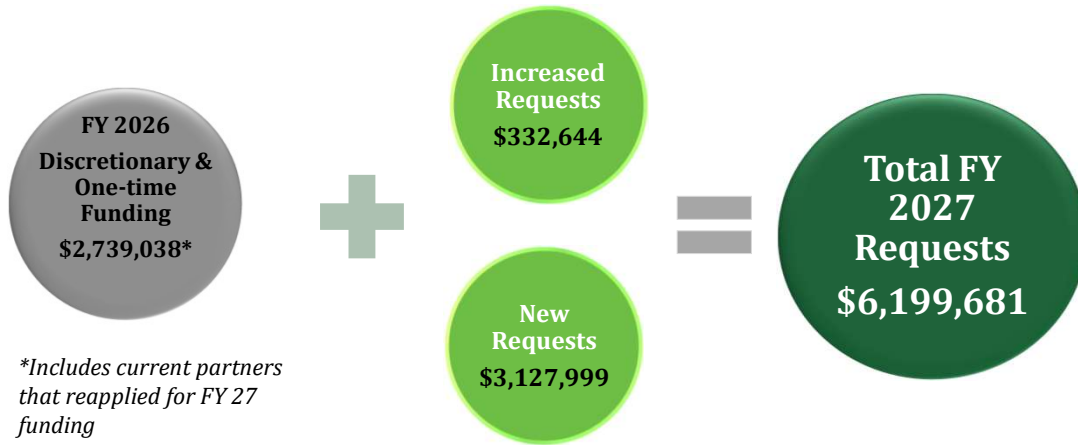 FY 2026
Discretionary &
One-time
Funding
$2,739,038*
*Includes current partners
that reapplied for FY 27
funding
Increased
Requests
$332,644
New
Requests
$3,127,999
Total FY
2027
Requests
$6,199,681